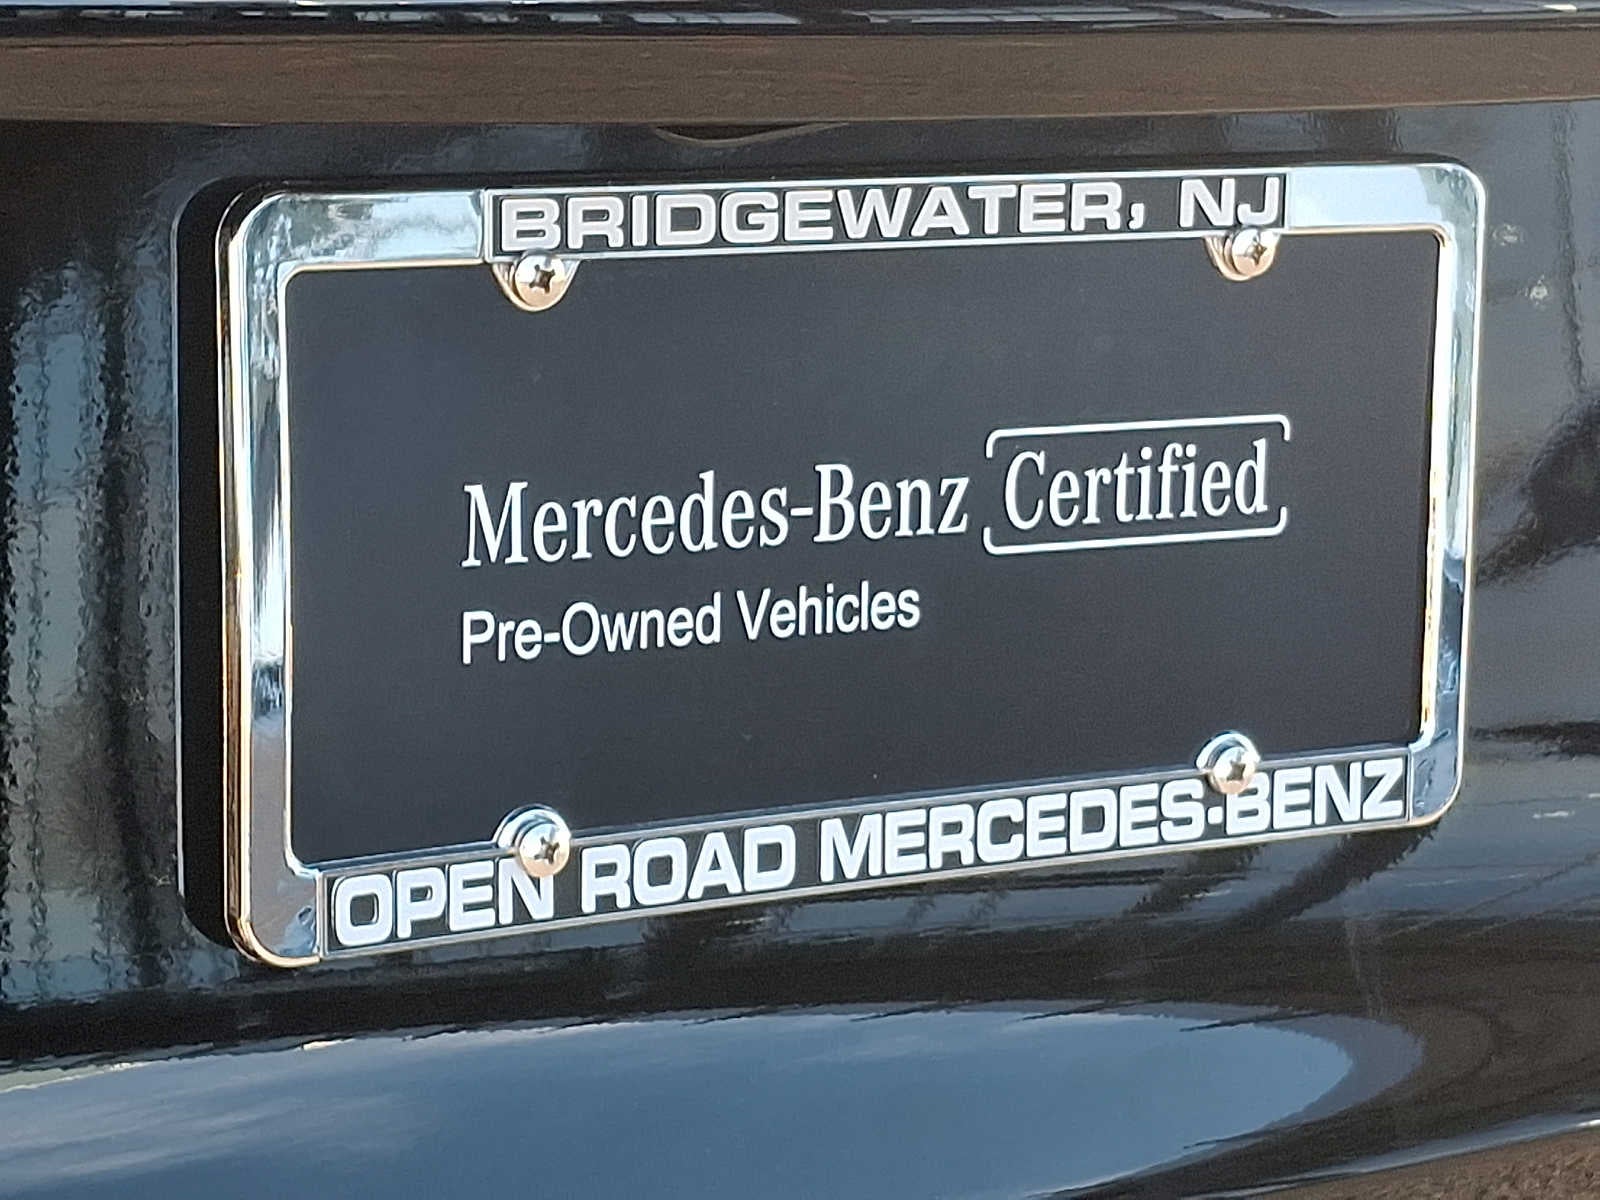 BRIDGEWATER, NJ
Mercedes-Benz Certified
Pre-Owned Vehicles
OPEN ROAD MERCEDES-BENZ